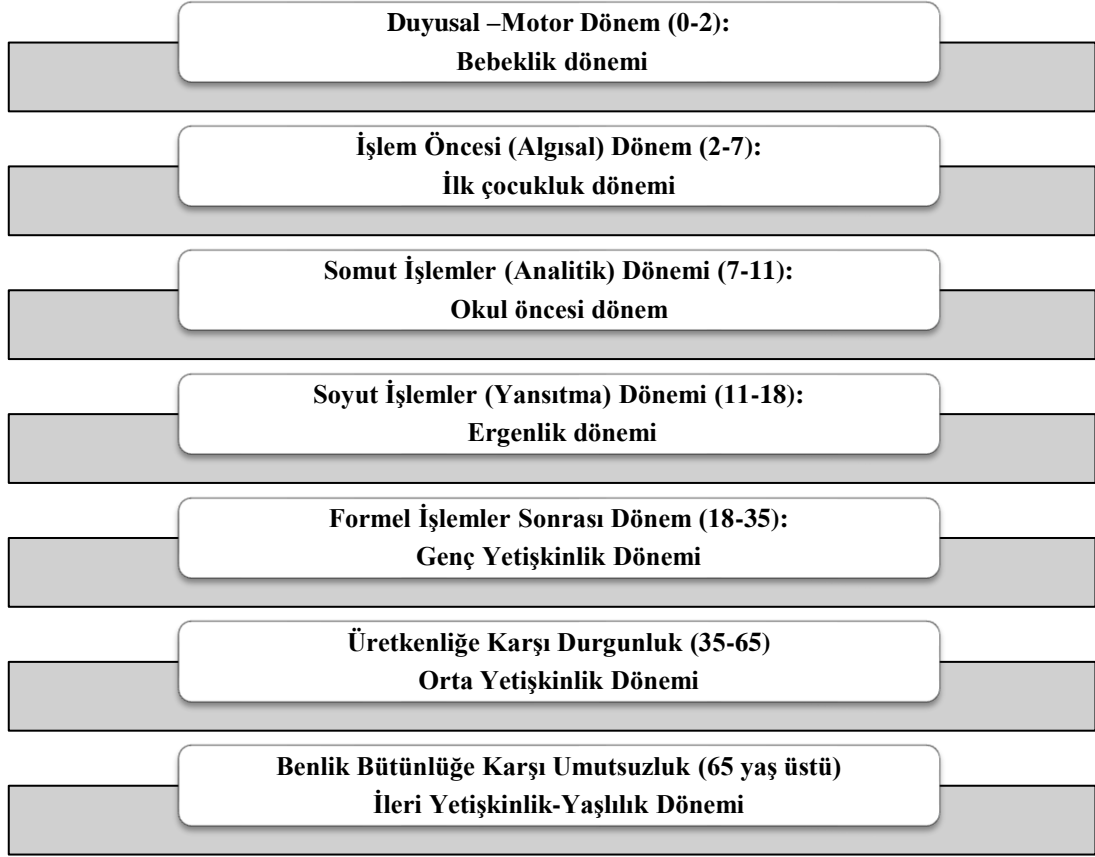 Duyusal –Motor Dönem (0-2):
Bebeklik dönemi
İşlem Öncesi (Algısal) Dönem (2-7):
İlk çocukluk dönemi
Somut İşlemler (Analitik) Dönemi (7-11):
Okul öncesi dönem
Soyut İşlemler (Yansıtma) Dönemi (11-18):
Ergenlik dönemi
Formel İşlemler Sonrası Dönem (18-35):
Genç Yetişkinlik Dönemi
Üretkenliğe Karşı Durgunluk (35-65)
Orta Yetişkinlik Dönemi
Benlik Bütünlüğe Karşı Umutsuzluk (65 yaş üstü)
İleri Yetişkinlik-Yaşlılık Dönemi